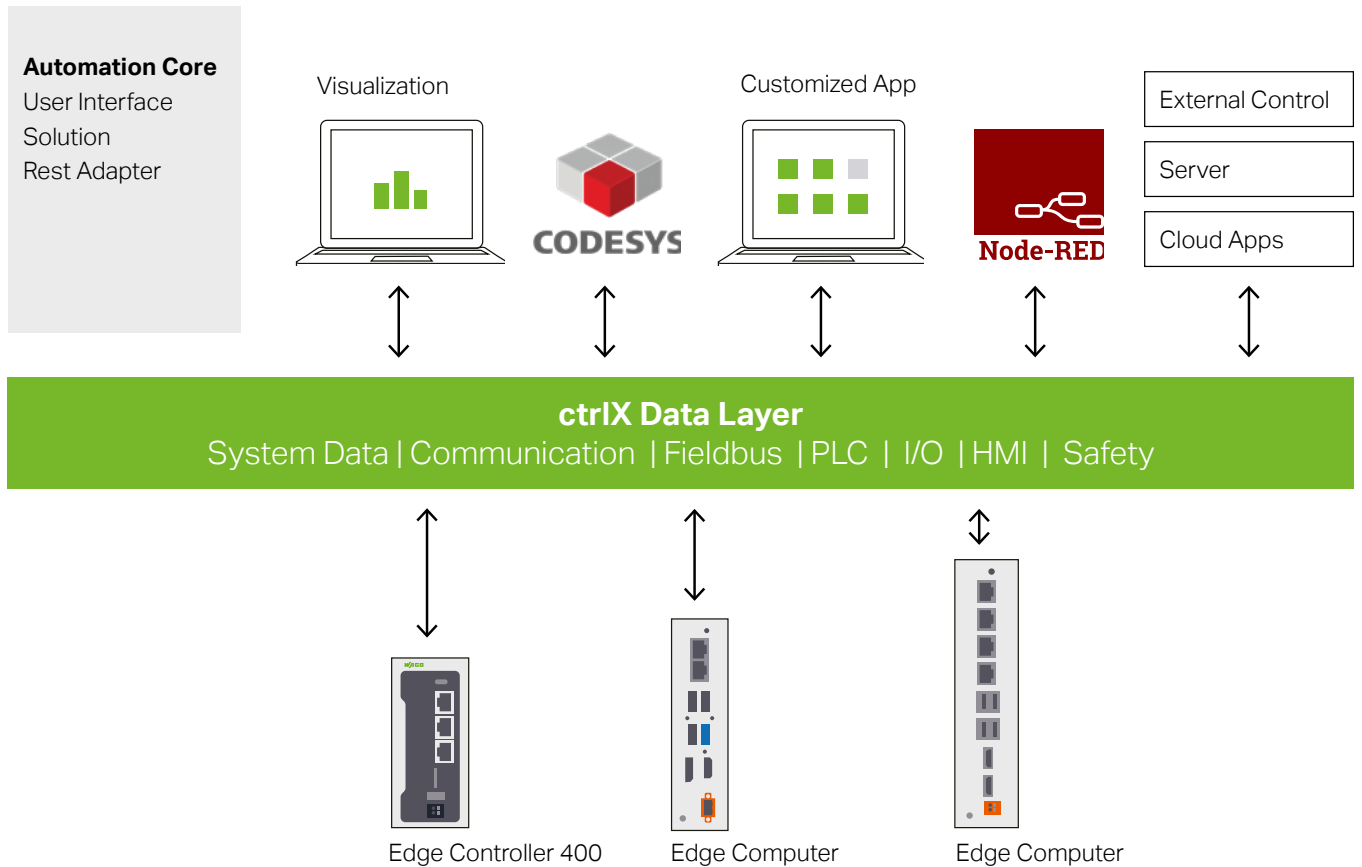 Automation Core
User Interface
Solution
Rest Adapter
Visualization
CODESYS
Customized App
Node-RED
External Control
Server
Cloud Apps
ctrlX Data Layer
System Data | Communication | Fieldbus | PLC | I/O | HMI | Safety
WAGO
Edge Controller 400
Edge Computer
Edge Computer